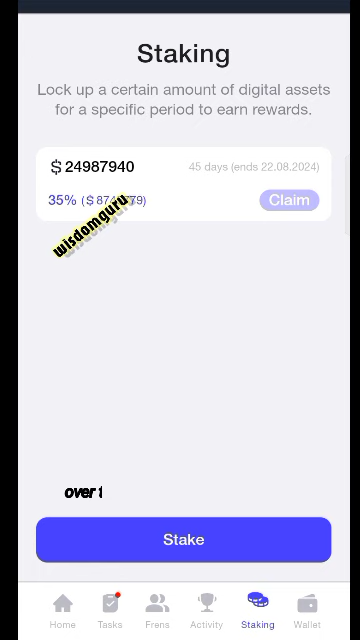 Staking
Lock up a certain amount of digital assets
for a specific period to earn rewards.
$ 24987940
45 days (ends 22.08.2024)
35%
Claim
wisdomguru
over
Stake
Home
Tasks
Frens
Activity
Staking
Wallet